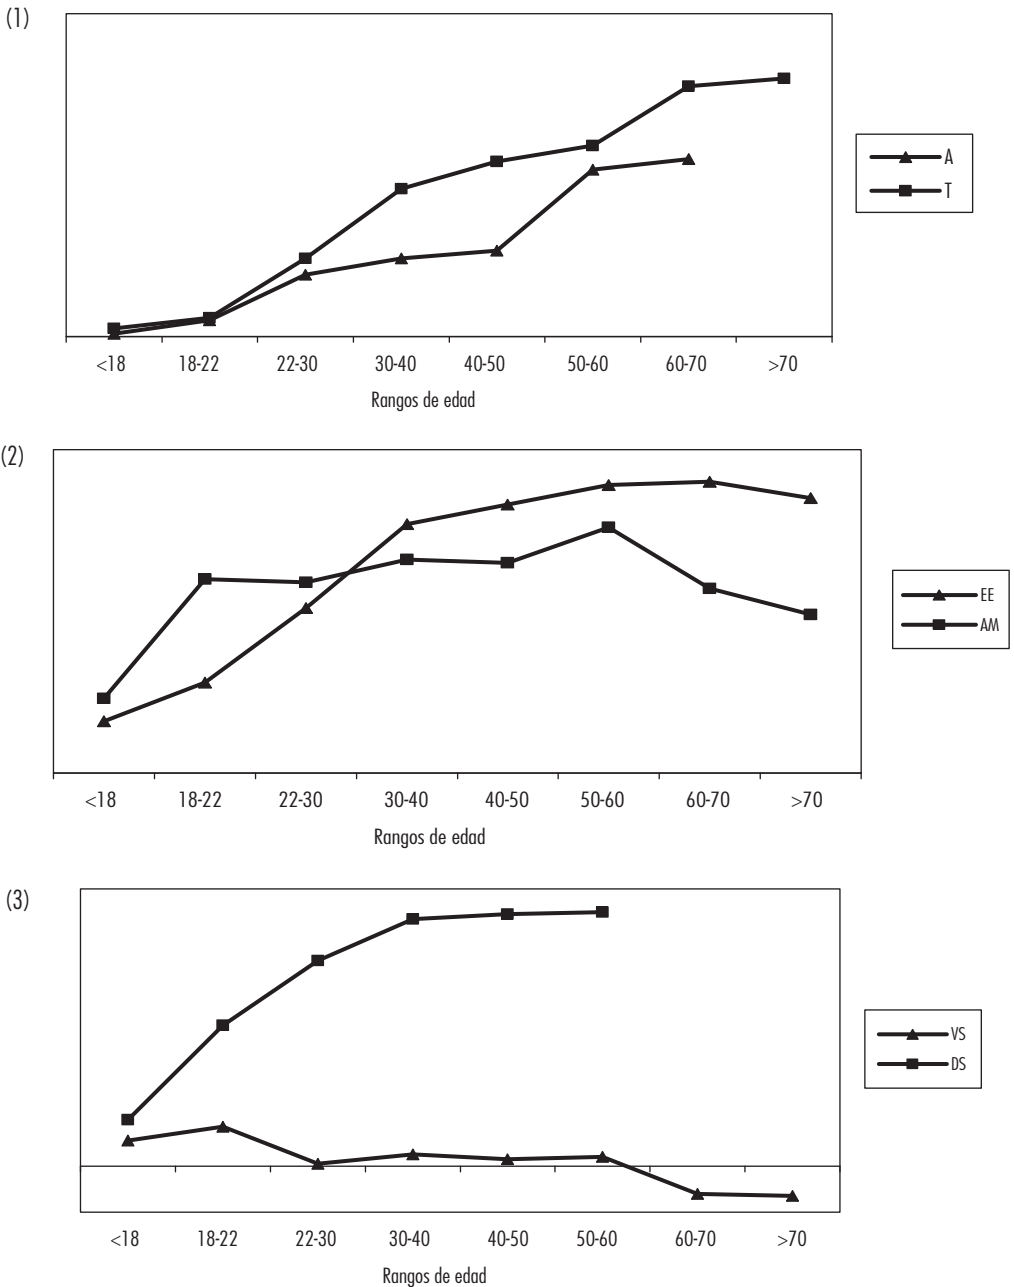 (1)
A
T
<18 18-22 22-30 30-40 40-50 50-60 60-70 >70
Rangos de edad
(2)
EE
AM
<18 18-22 22-30 30-40 40-50 50-60 60-70 >70
Rangos de edad
(3)
VS
DS
<18 18-22 22-30 30-40 40-50 50-60 60-70 >70
Rangos de edad